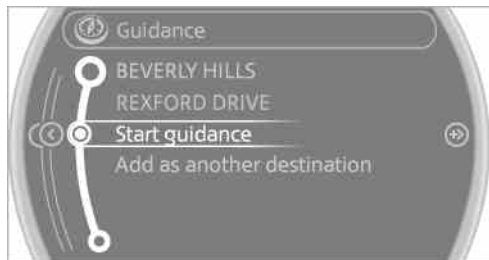 Guidance
BEVERLY HILLS
REXFORD DRIVE
Start guidance
Add as another destination